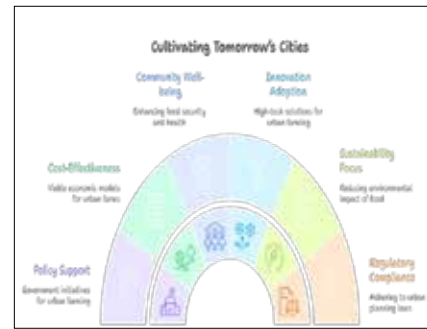 Cultivating Tomorrow's Cities
Community Well-
being
Enhancing food security
and health
Innovation
Adoption
High-tech solutions for
urban farming
Cost-Effectiveness
Viable economic models
for urban farms
Sustainability
Focus
Reducing environmental
impact of food
Policy Support
Government initiatives
for urban farming
Regulatory
Compliance
Adhering to urban
planning laws